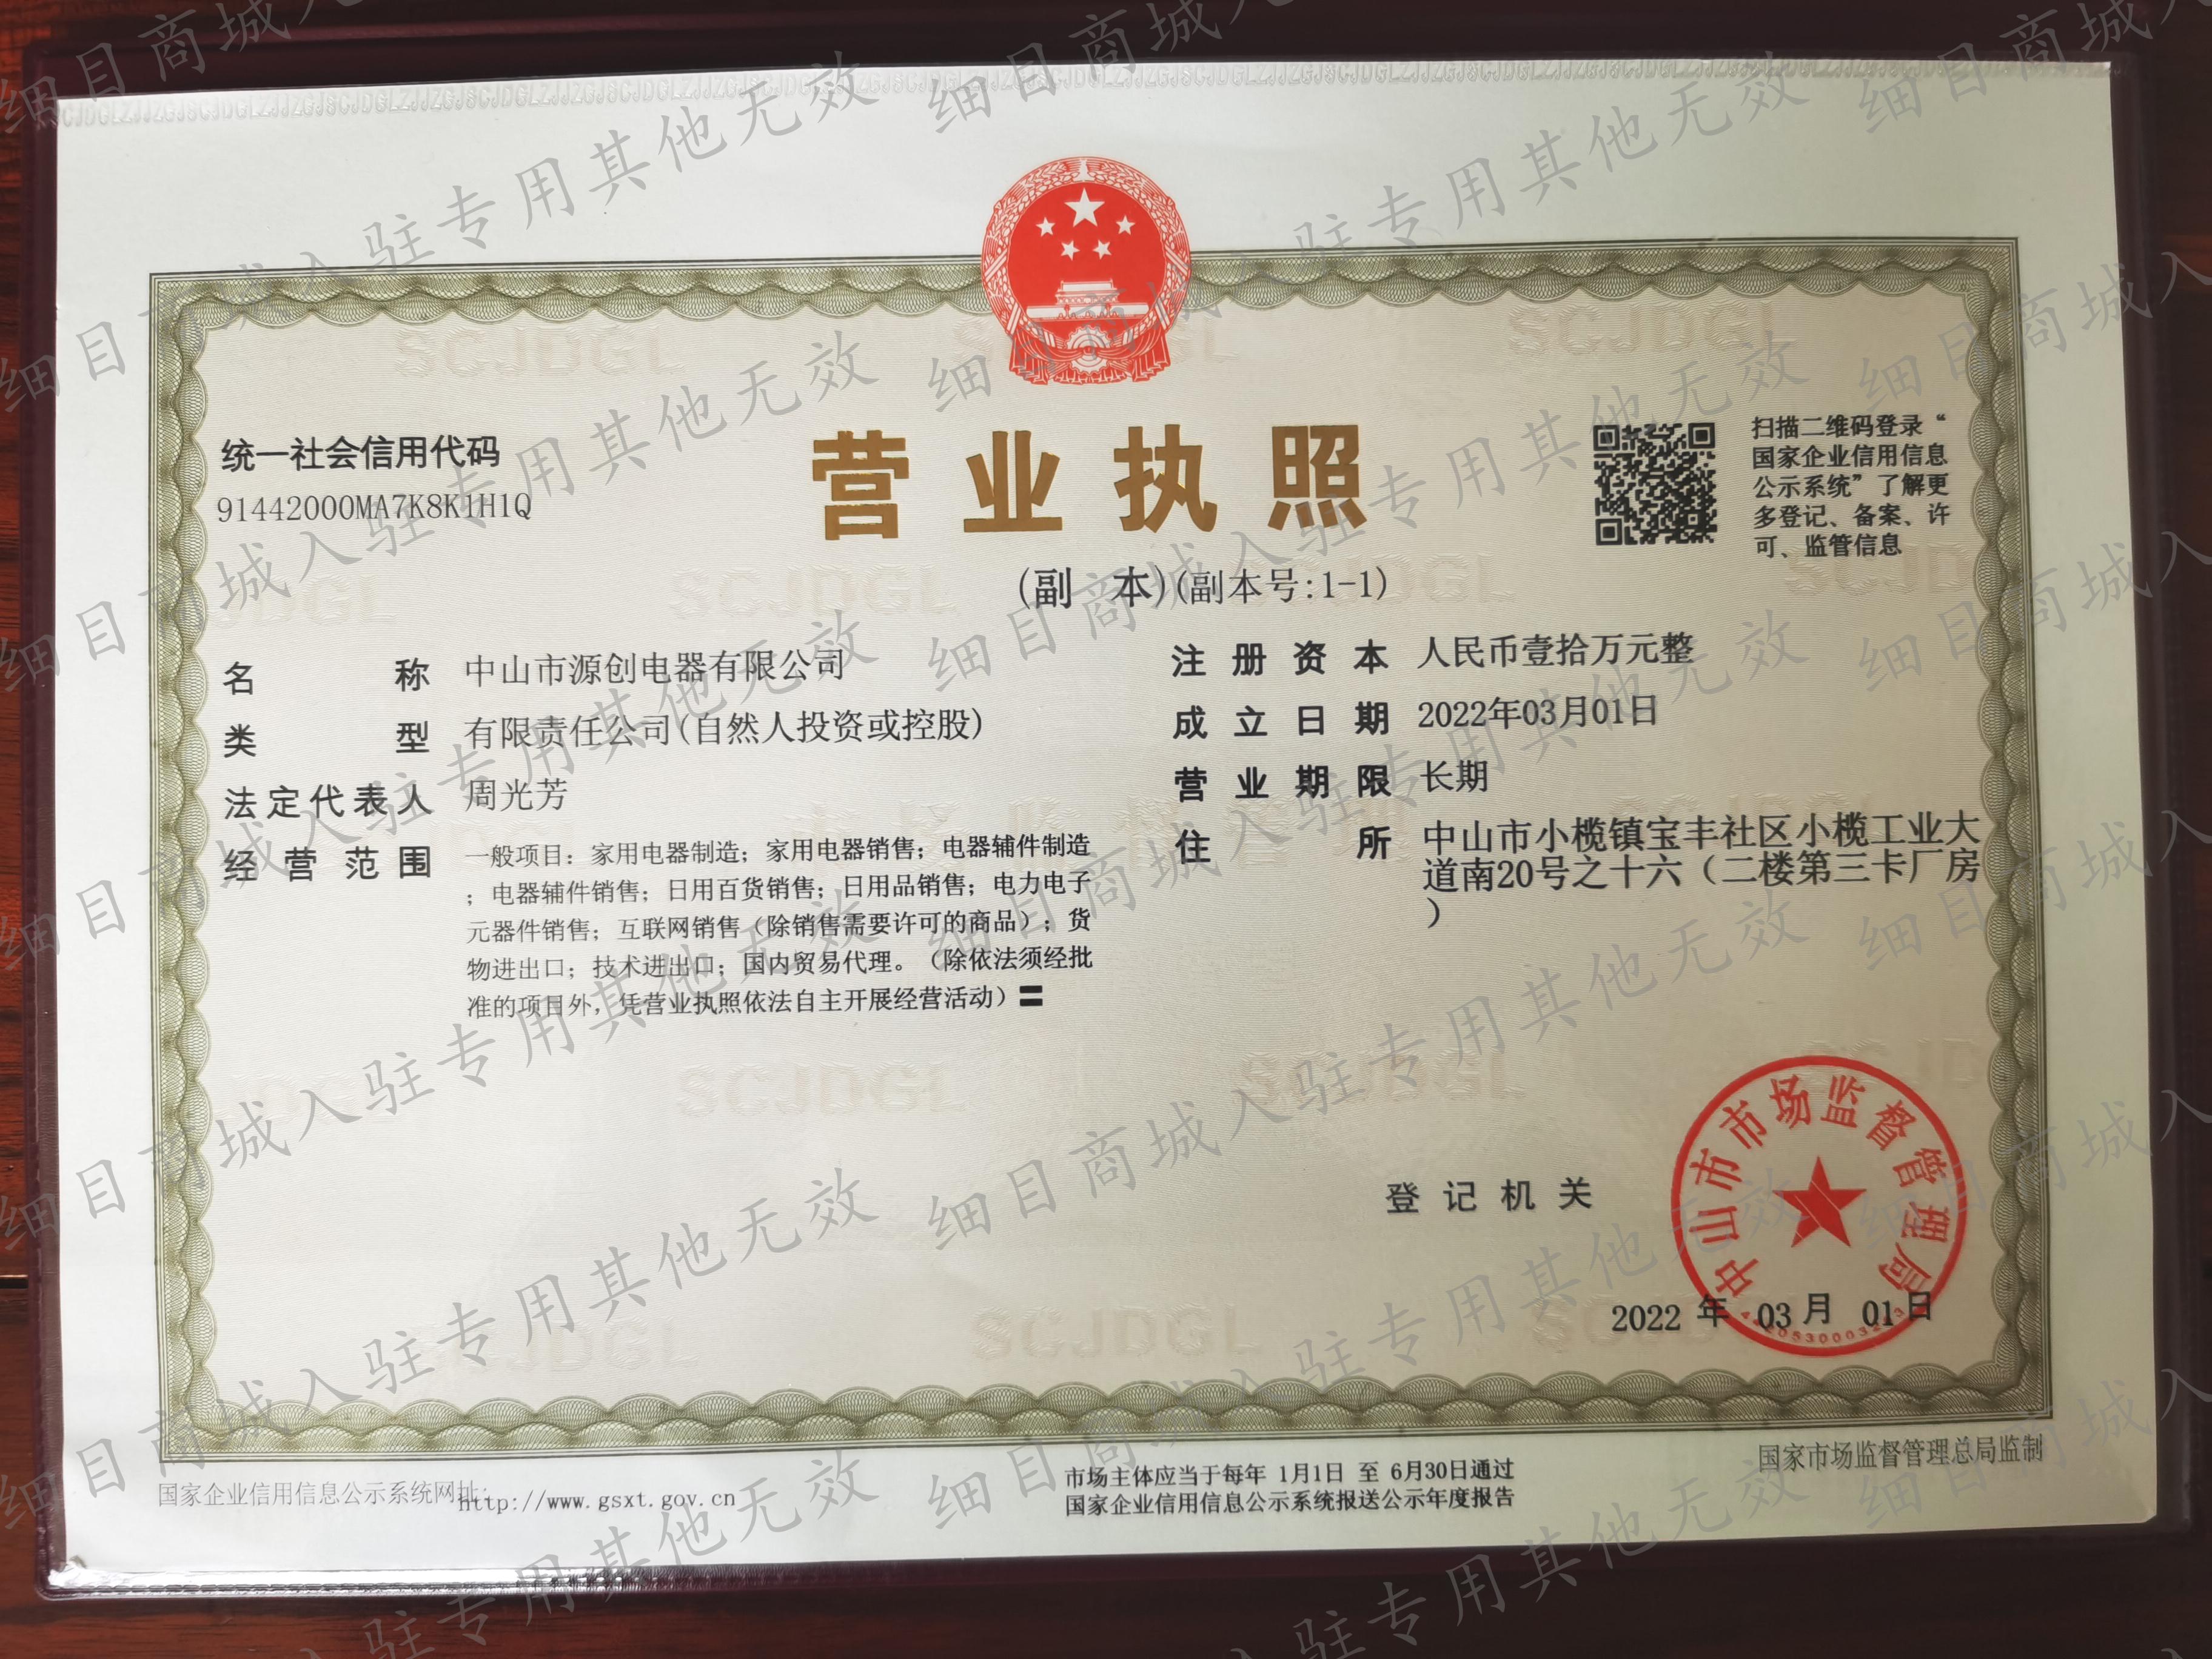 统一社会信用代码
91442000MA7K8K1H1Q
营业执照
(副 本)(副本号:1-1)
扫描二维码登录“
国家企业信用信息
公示系统”了解更
多登记、备案、许
可、监管信息
名称 中山市源创电器有限公司
类型 有限责任公司(自然人投资或控股)
法定代表人 周光芳
经营范围 一般项目：家用电器制造；家用电器销售；电器辅件制造
；电器辅件销售；日用百货销售；日用品销售；电力电子
元器件销售；互联网销售（除销售需要许可的商品）；货
物进出口；技术进出口；国内贸易代理。（除依法须经批
准的项目外，凭营业执照依法自主开展经营活动）〓
注册资本 人民币壹拾万元整
成立日期 2022年03月01日
营业期限 长期
住所 中山市小榄镇宝丰社区小榄工业大
道南20号之十六（二楼第三卡厂房
）
登记机关
中山市市场监督管理局
2022 年 03 月 01 日
国家企业信用信息公示系统网址：http://www.gsxt.gov.cn
市场主体应当于每年 1月1日 至 6月30日通过
国家企业信用信息公示系统报送公示年度报告
国家市场监督管理总局监制
细目商城入驻专用其他无效
SCJDGL